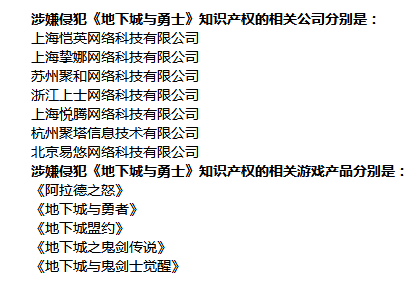 涉嫌侵犯《地下城与勇士》知识产权的相关公司分别是：
上海恺英网络科技有限公司
上海挚娜网络科技有限公司
苏州聚和网络科技有限公司
浙江上士网络科技有限公司
上海悦腾网络科技有限公司
杭州聚塔信息技术有限公司
北京易悠网络科技有限公司
涉嫌侵犯《地下城与勇士》知识产权的相关游戏产品分别是：
《阿拉德之怒》
《地下城与勇者》
《地下城盟约》
《地下城之鬼剑传说》
《地下城与鬼剑士觉醒》